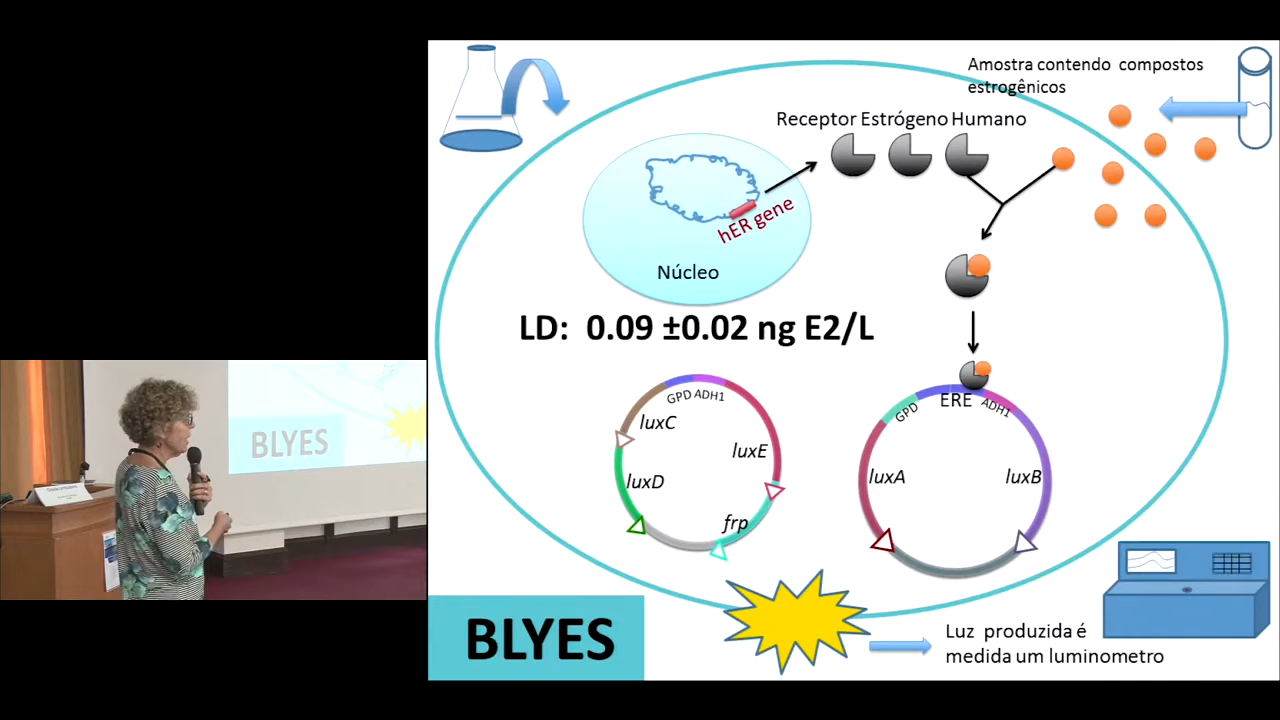 Amostra contendo compostos
estrogênicos
Receptor Estrógeno Humano
hER gene
Núcleo
LD: 0.09 ±0.02 ng E2/L
GPD ADH1
luxC
luxE
luxD
frp
GPD
ERE
ADH1
luxA
luxB
BLYES
Luz produzida é
medida um luminometro
BLYES